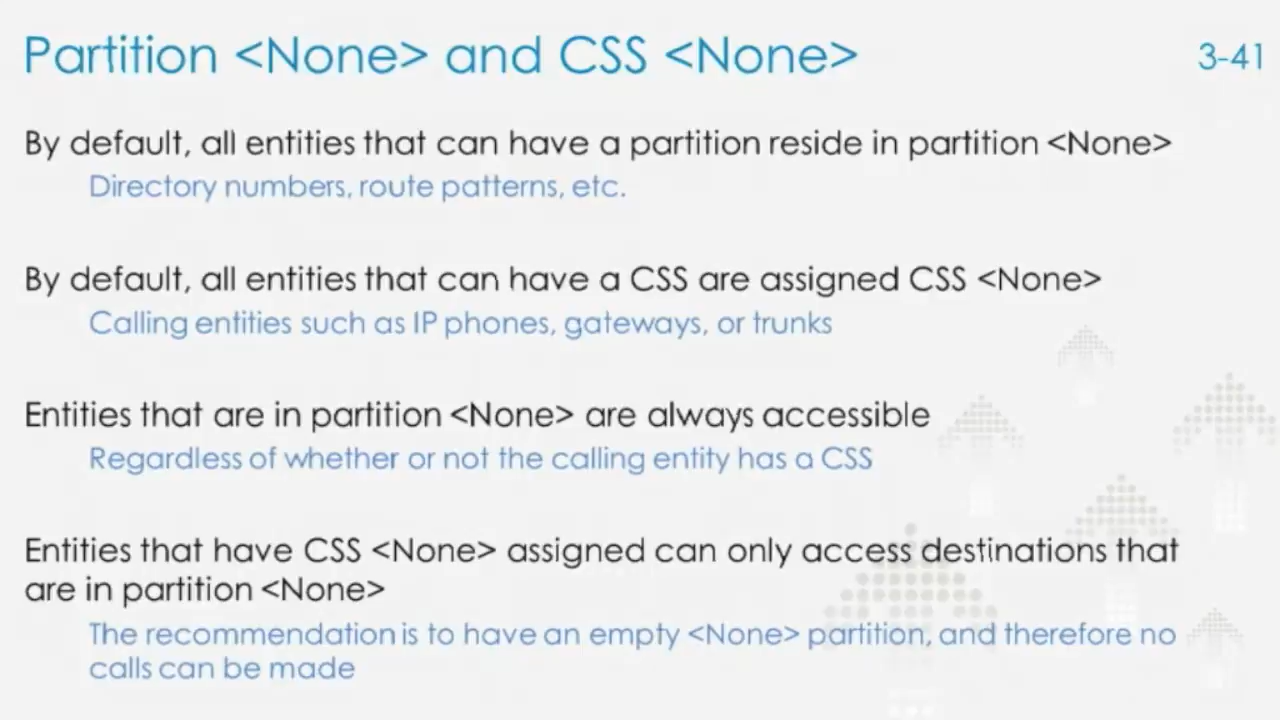 Partition <None> and CSS <None>
3-41
By default, all entities that can have a partition reside in partition <None>
Directory numbers, route patterns, etc.
By default, all entities that can have a CSS are assigned CSS <None>
Calling entities such as IP phones, gateways, or trunks
Entities that are in partition <None> are always accessible
Regardless of whether or not the calling entity has a CSS
Entities that have CSS <None> assigned can only access destinations that
are in partition <None>
The recommendation is to have an empty <None> partition, and therefore no
calls can be made